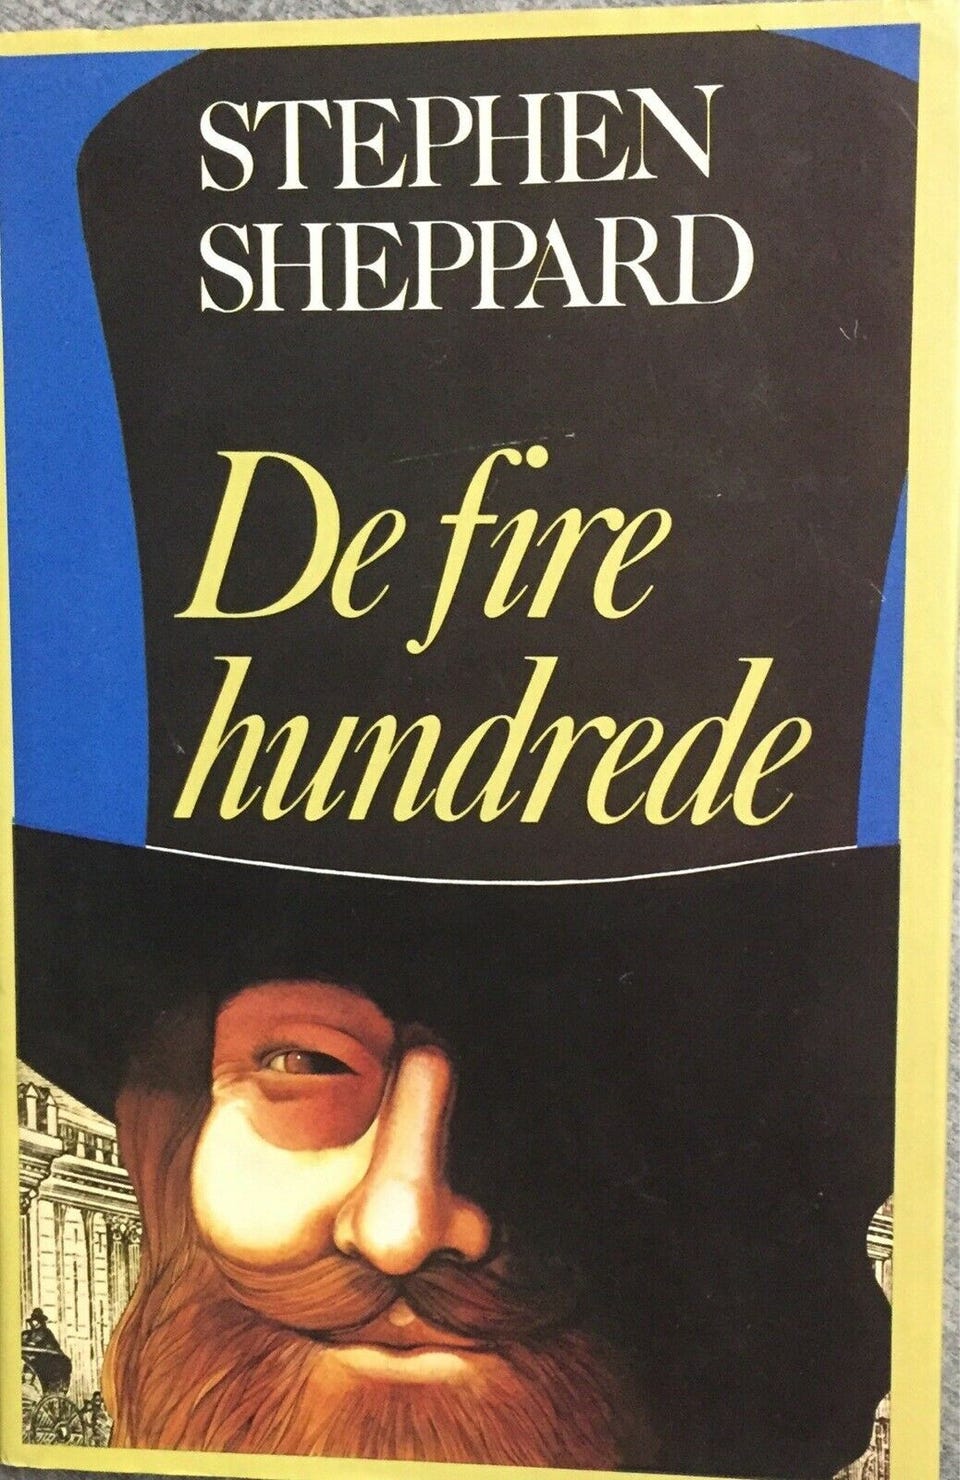 STEPHEN
SHEPPARD
De fire
hundrede